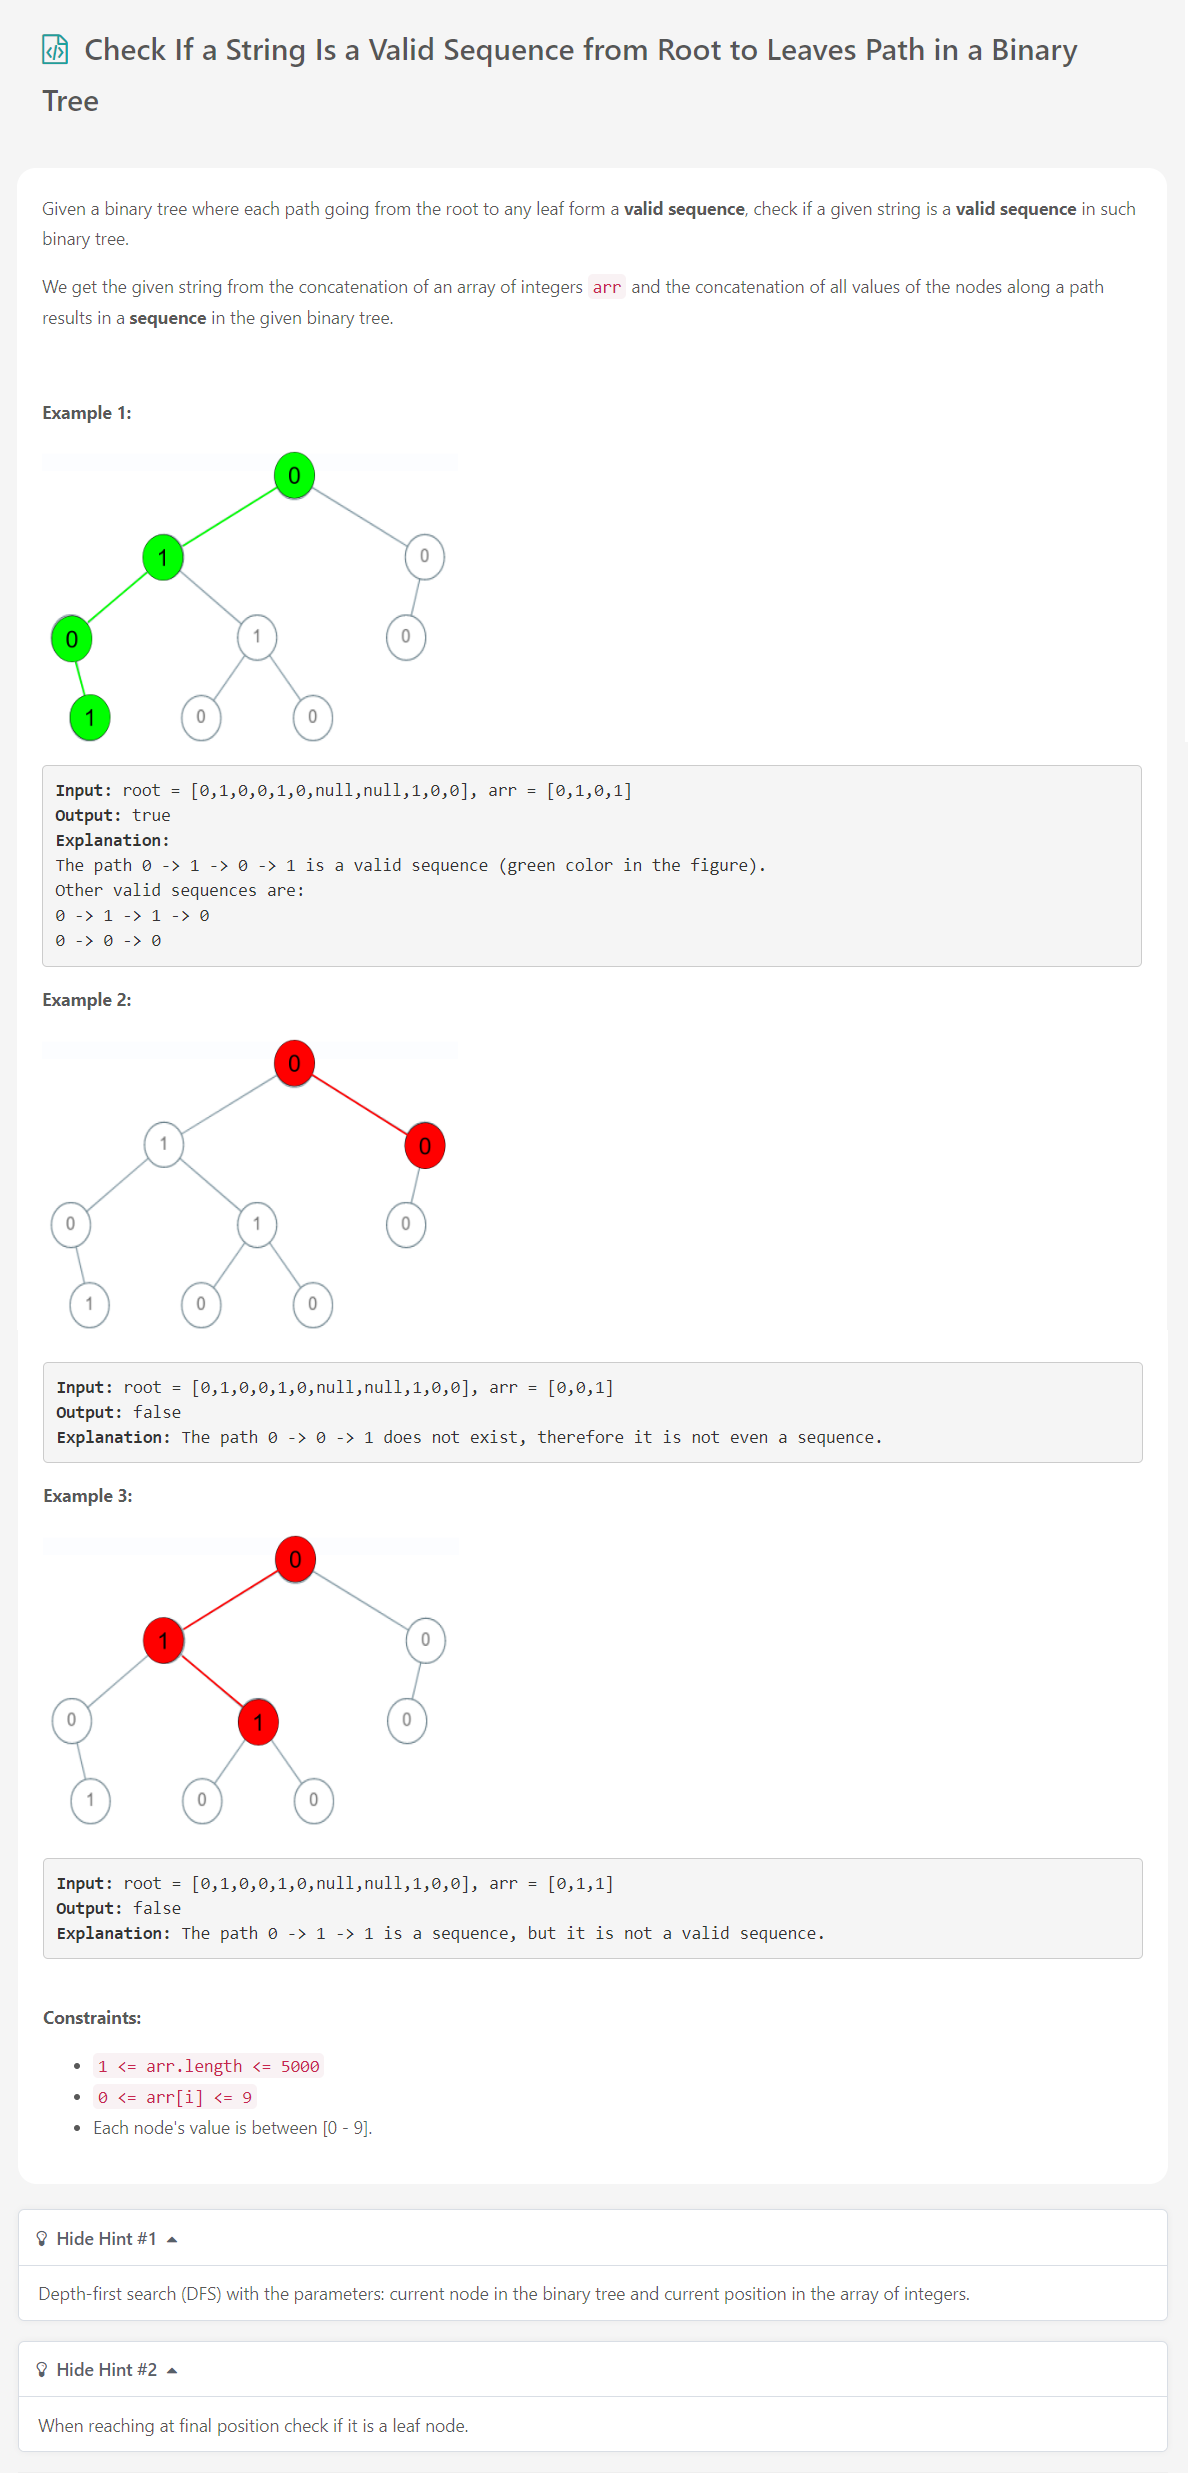 Check If a String Is a Valid Sequence from Root to Leaves Path in a Binary
Tree
Given a binary tree where each path going from the root to any leaf form a valid sequence, check if a given string is a valid sequence in such
binary tree.
We get the given string from the concatenation of an array of integers arr and the concatenation of all values of the nodes along a path
results in a sequence in the given binary tree.
Example 1:
0
1 0
0 1 0
1 0 0
Input: root = [0,1,0,0,1,0,null,null,1,0,0], arr = [0,1,0,1]
Output: true
Explanation:
The path 0 -> 1 -> 0 -> 1 is a valid sequence (green color in the figure).
Other valid sequences are:
0 -> 1 -> 1 -> 0
0 -> 0 -> 0
Example 2:
0
1 0
0 1 0
1 0 0
Input: root = [0,1,0,0,1,0,null,null,1,0,0], arr = [0,0,1]
Output: false
Explanation: The path 0 -> 0 -> 1 does not exist, therefore it is not even a sequence.
Example 3:
0
1 0
0 1 0
1 0 0
Input: root = [0,1,0,0,1,0,null,null,1,0,0], arr = [0,1,1]
Output: false
Explanation: The path 0 -> 1 -> 1 is a sequence, but it is not a valid sequence.
Constraints:
• 1 <= arr.length <= 5000
• 0 <= arr[i] <= 9
• Each node's value is between [0 - 9].
Hide Hint #1
Depth-first search (DFS) with the parameters: current node in the binary tree and current position in the array of integers.
Hide Hint #2
When reaching at final position check if it is a leaf node.